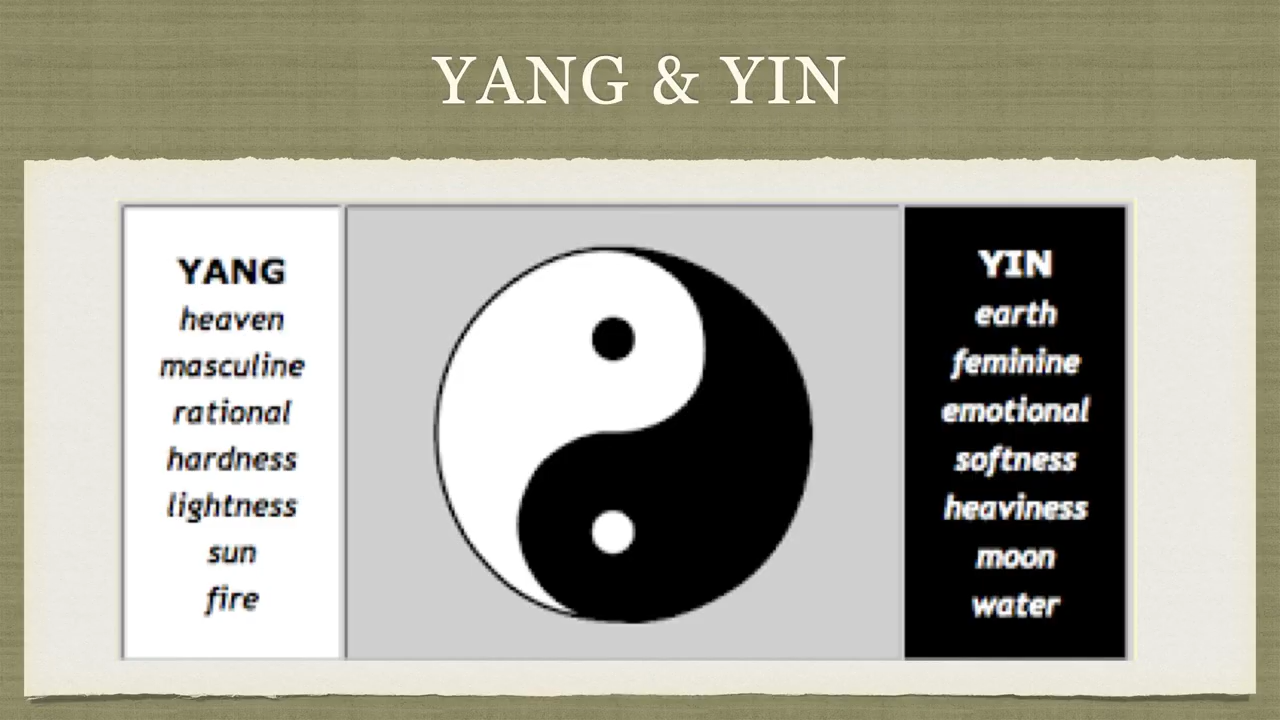 YANG & YIN
YANG
heaven
masculine
rational
hardness
lightness
sun
fire
YIN
earth
feminine
emotional
softness
heaviness
moon
water